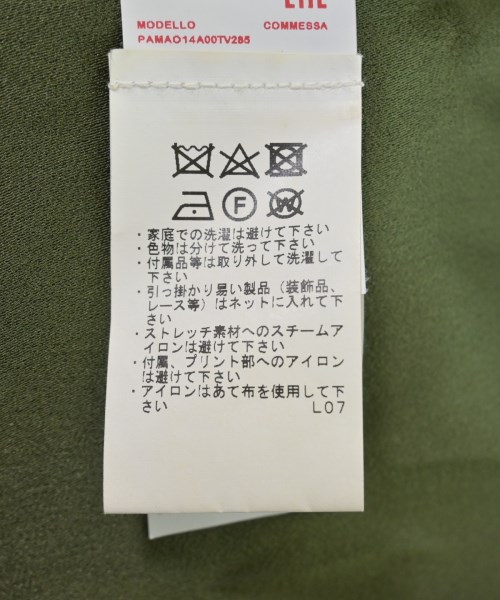 MODELLO COMMESSA
PAMAO14A00TV285
F W
・家庭での洗濯は避けて下さい
・色物は分けて洗って下さい
・付属品等は取り外して洗濯して
下さい
・引っ掛かり易い製品（装飾品、
レース等）はネットに入れて下
さい
・ストレッチ素材へのスチームア
イロンは避けて下さい
・付属、プリント部へのアイロン
は避けて下さい
・アイロンはあて布を使用して下
さい L07